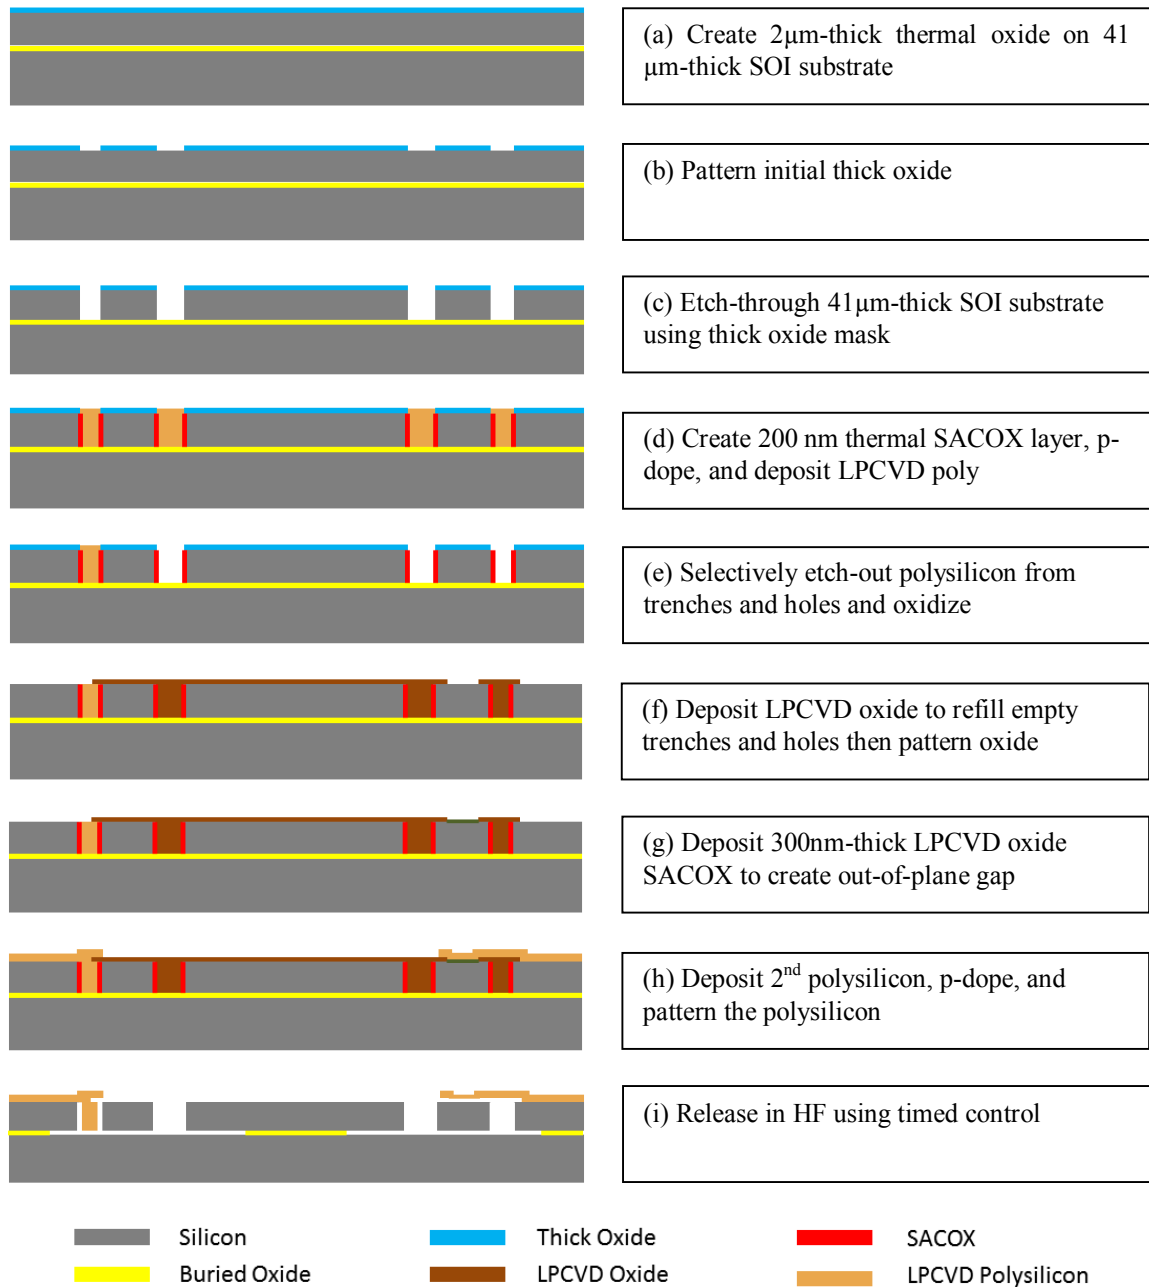 (a) Create 2μm-thick thermal oxide on 41
μm-thick SOI substrate
(b) Pattern initial thick oxide
(c) Etch-through 41μm-thick SOI substrate
using thick oxide mask
(d) Create 200 nm thermal SACOX layer, p-
dope, and deposit LPCVD poly
(e) Selectively etch-out polysilicon from
trenches and holes and oxidize
(f) Deposit LPCVD oxide to refill empty
trenches and holes then pattern oxide
(g) Deposit 300nm-thick LPCVD oxide
SACOX to create out-of-plane gap
(h) Deposit 2nd polysilicon, p-dope, and
pattern the polysilicon
(i) Release in HF using timed control
Silicon
Thick Oxide
SACOX
Buried Oxide
LPCVD Oxide
LPCVD Polysilicon